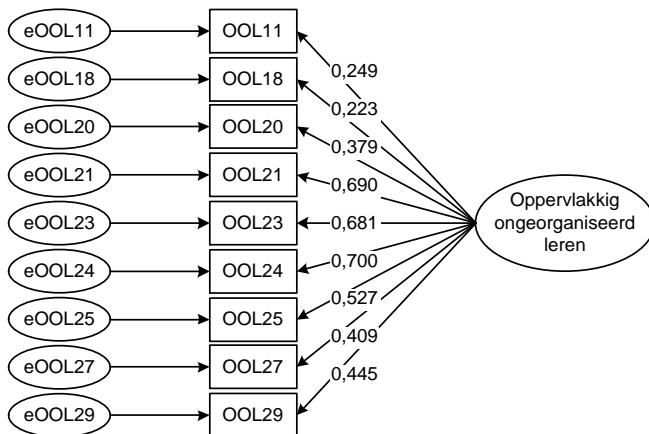 eOOL11 OOL11
0,249
eOOL18 OOL18
0,223
eOOL20 OOL20
0,379
eOOL21 OOL21
0,690
Oppervlakkig
eOOL23 OOL23 0,681 ongeorganiseerd
leren
0,700
eOOL24 OOL24
0,527
eOOL25 OOL25
0,409
eOOL27 OOL27
0,445
eOOL29 OOL29